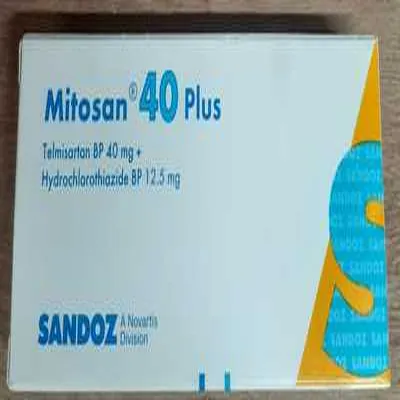 Mitosan® 40 Plus
Telmisartan BP 40 mg +
Hydrochlorothiazide BP 12.5 mg
SANDOZ A Novartis
Division